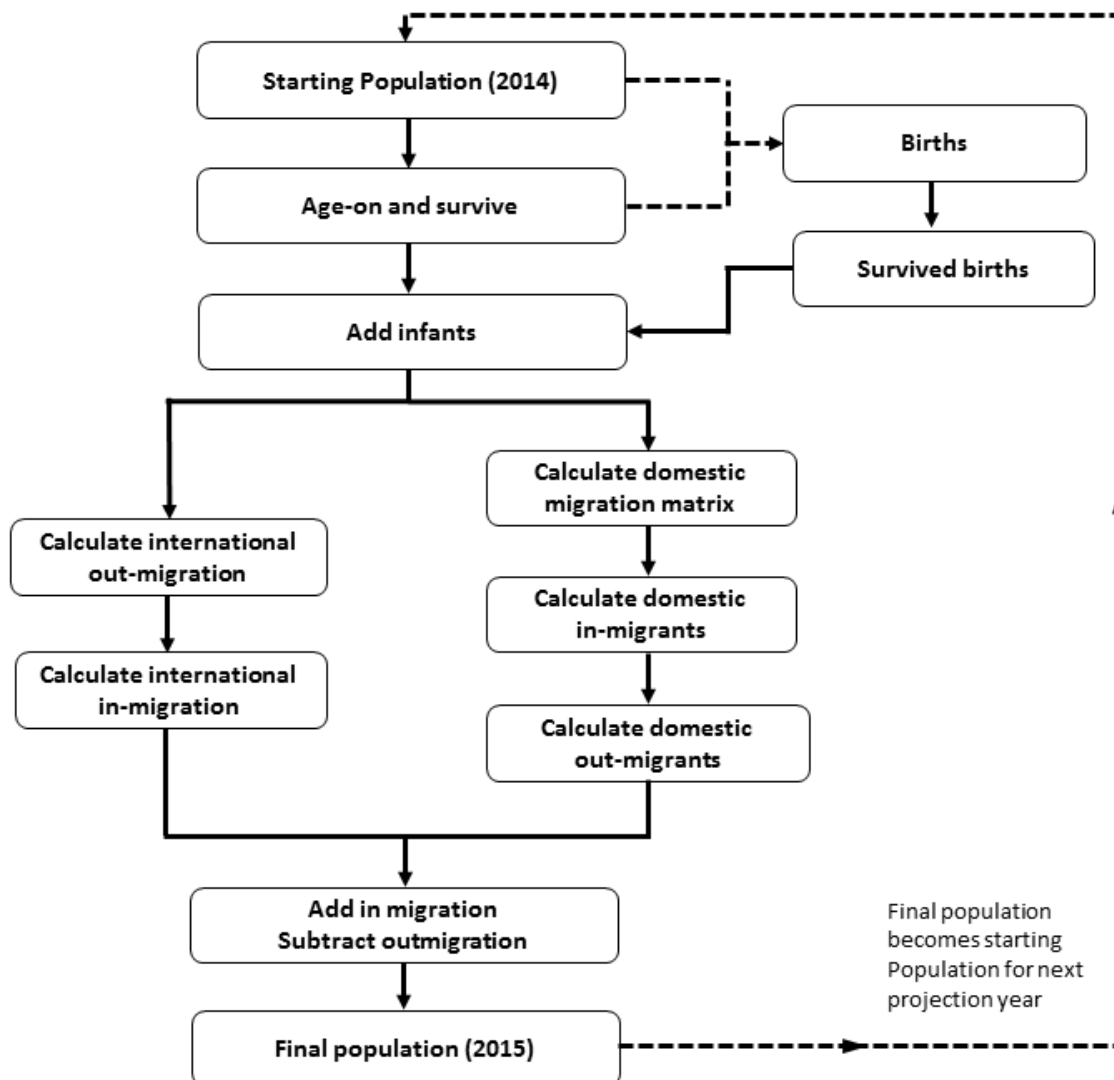 Starting Population (2014)
Births
Age-on and survive
Survived births
Add infants
Calculate domestic
migration matrix
Calculate international
out-migration
Calculate domestic
in-migrants
Calculate international
in-migration
Calculate domestic
out-migrants
Add in migration
Subtract outmigration
Final population
becomes starting
Population for next
projection year
Final population (2015)